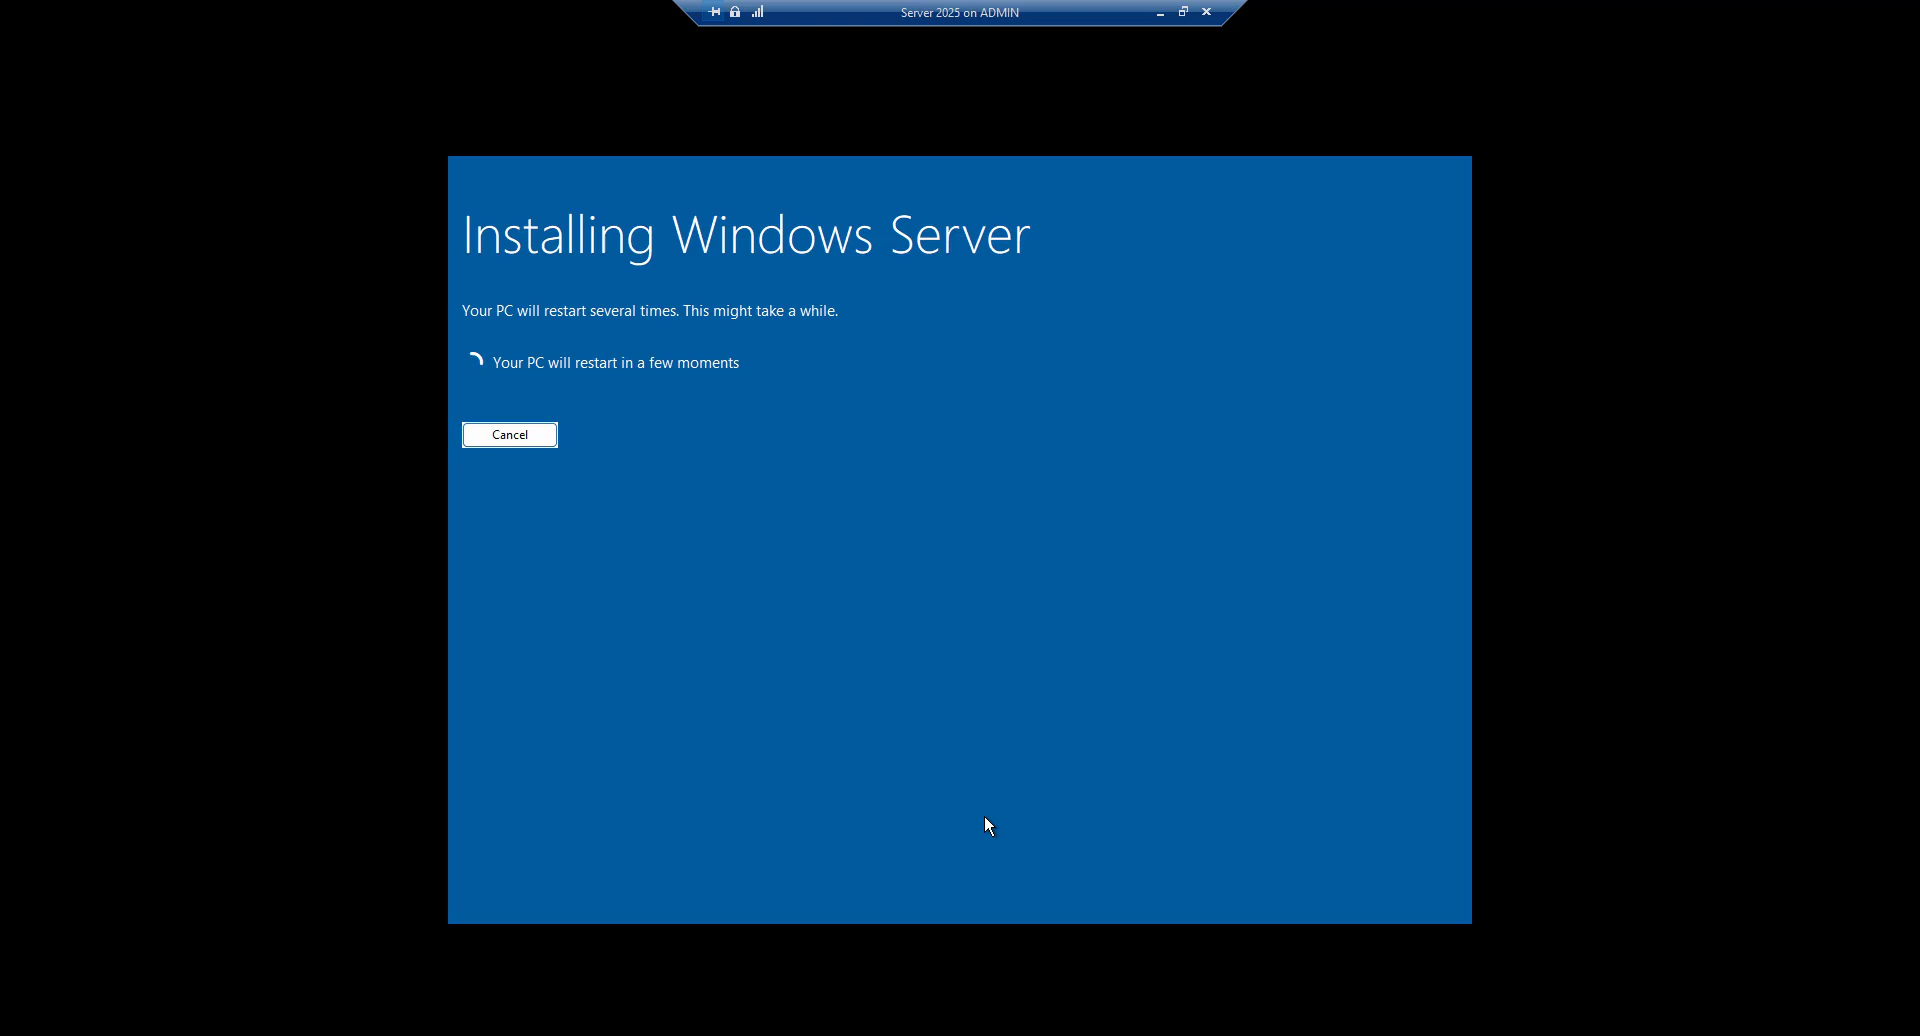 Server 2025 on ADMIN
Installing Windows Server
Your PC will restart several times. This might take a while.
Your PC will restart in a few moments
Cancel